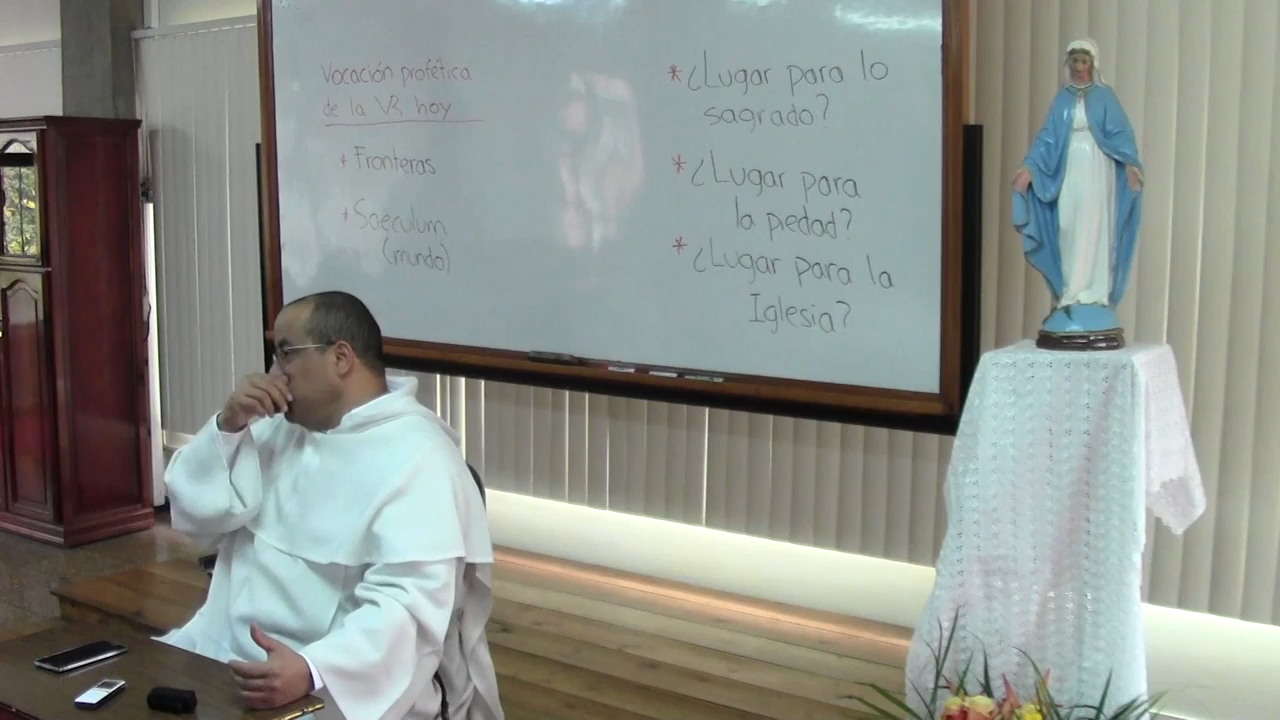 Vocación profética
de la VR hoy
+ Fronteras
+ Saeculum
(mundo)
* ¿Lugar para lo
sagrado?
* ¿Lugar para
la piedad?
* ¿Lugar para la
Iglesia?